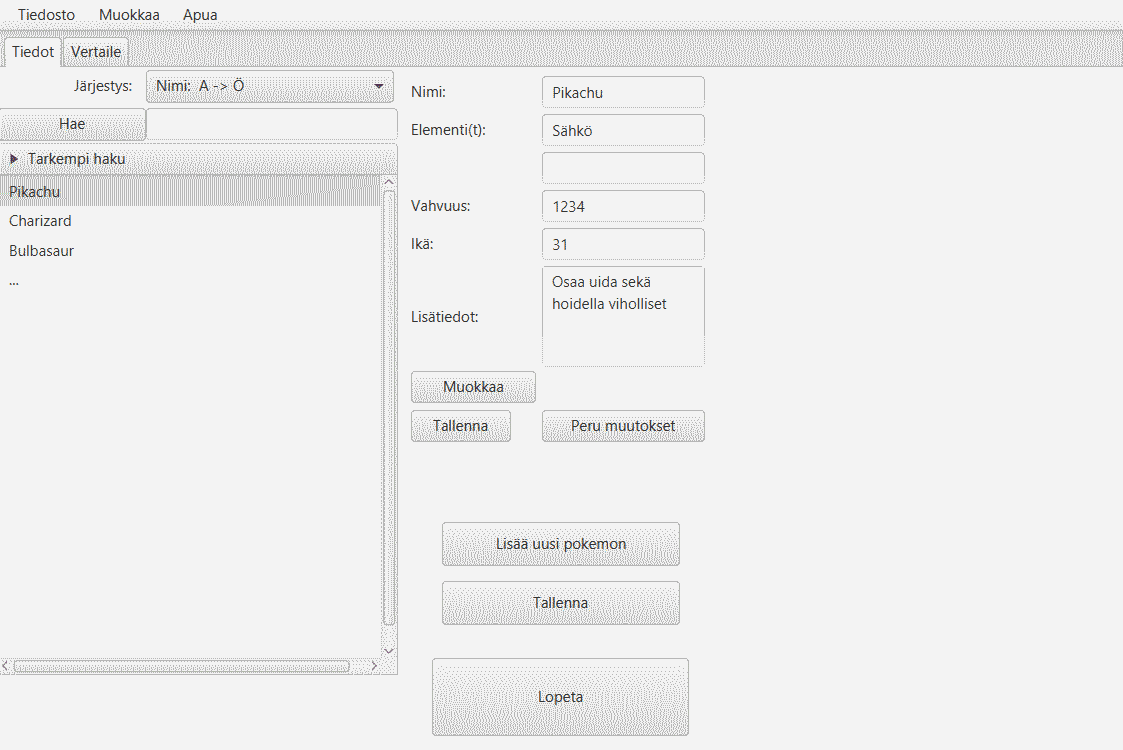 Tiedosto Muokkaa Apua
Tiedot Vertaile
Järjestys: Nimi: A -> Ö
Hae
Tarkempi haku
Pikachu
Charizard
Bulbasaur
...
Nimi: Pikachu
Elementi(t): Sähkö
Vahvuus: 1234
Ikä: 31
Lisätiedot: Osaa uida sekä
hoidella viholliset
Muokkaa
Tallenna Peru muutokset
Lisää uusi pokemon
Tallenna
Lopeta